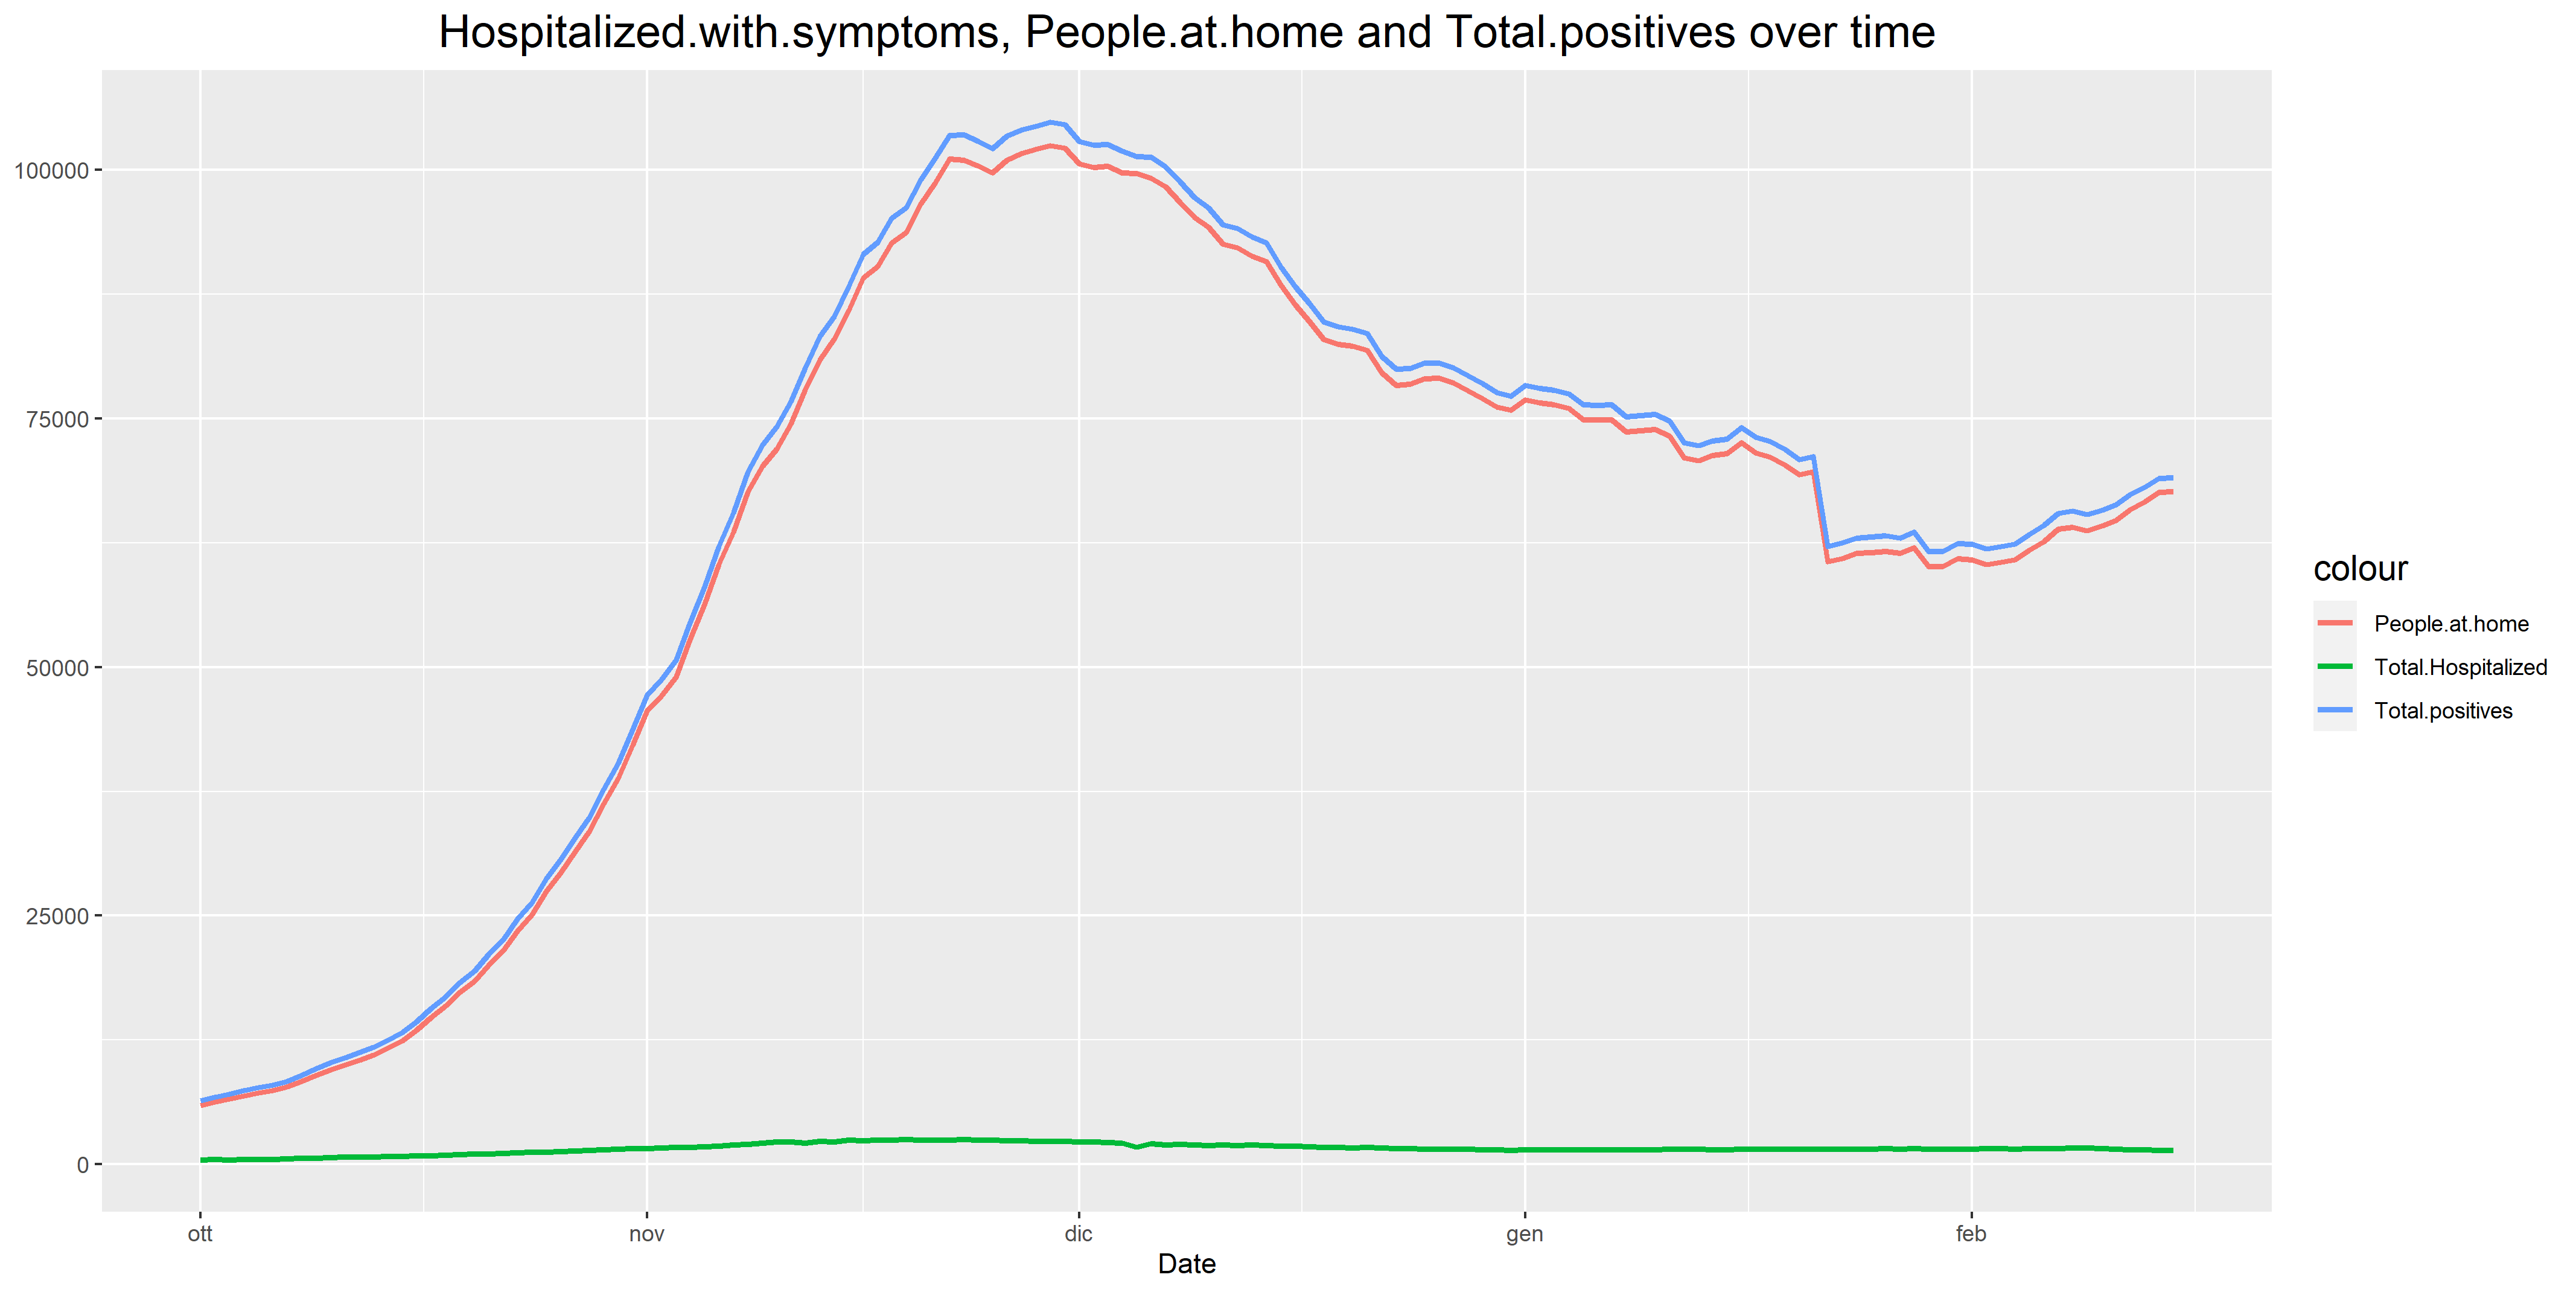 Hospitalized.with.symptoms, People.at.home and Total.positives over time
100000
75000
50000
25000
0
ott nov dic gen feb
Date
colour
People.at.home
Total.Hospitalized
Total.positives